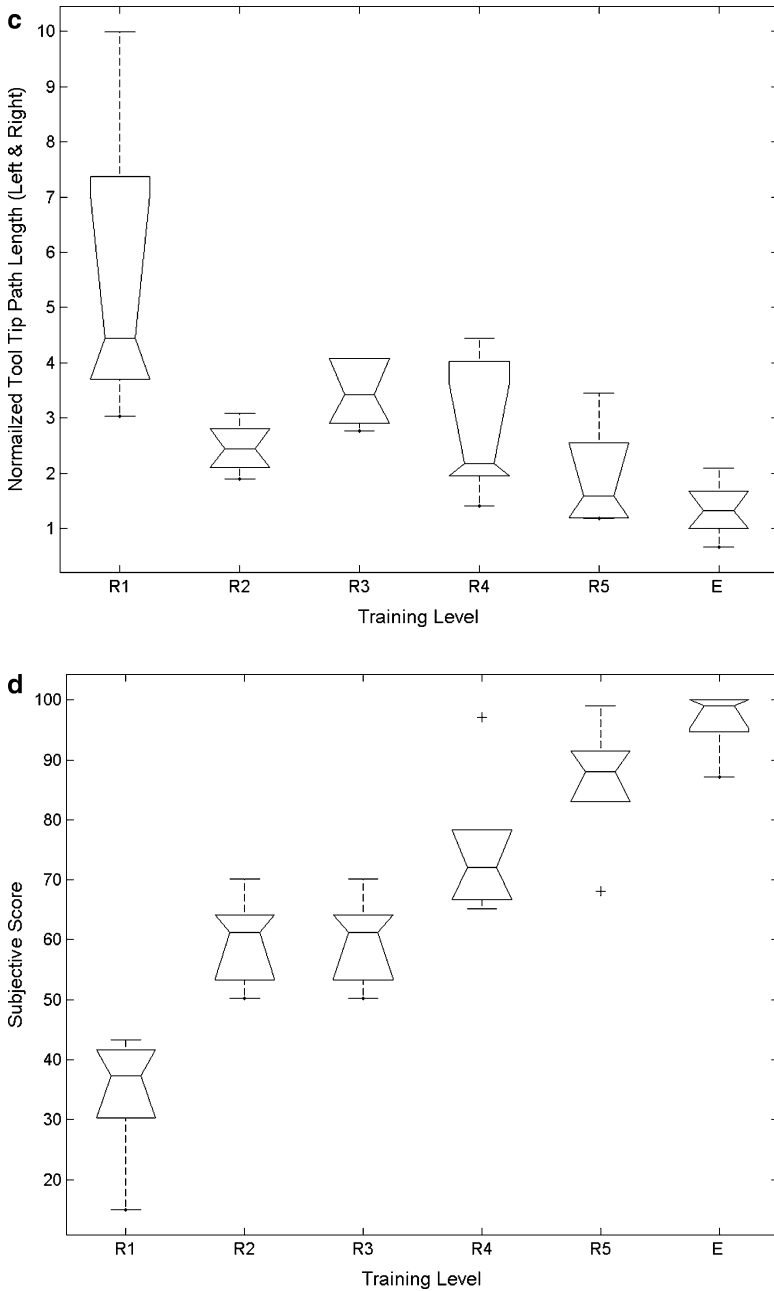 c
Normailzed Tool Tip Path Length (Left & Right)
10
9
8
7
6
5
4
3
2
1
R1 R2 R3 R4 R5 E
Training Level
d
Subjective Score
100
90
80
70
60
50
40
30
20
R1 R2 R3 R4 R5 E
Training Level